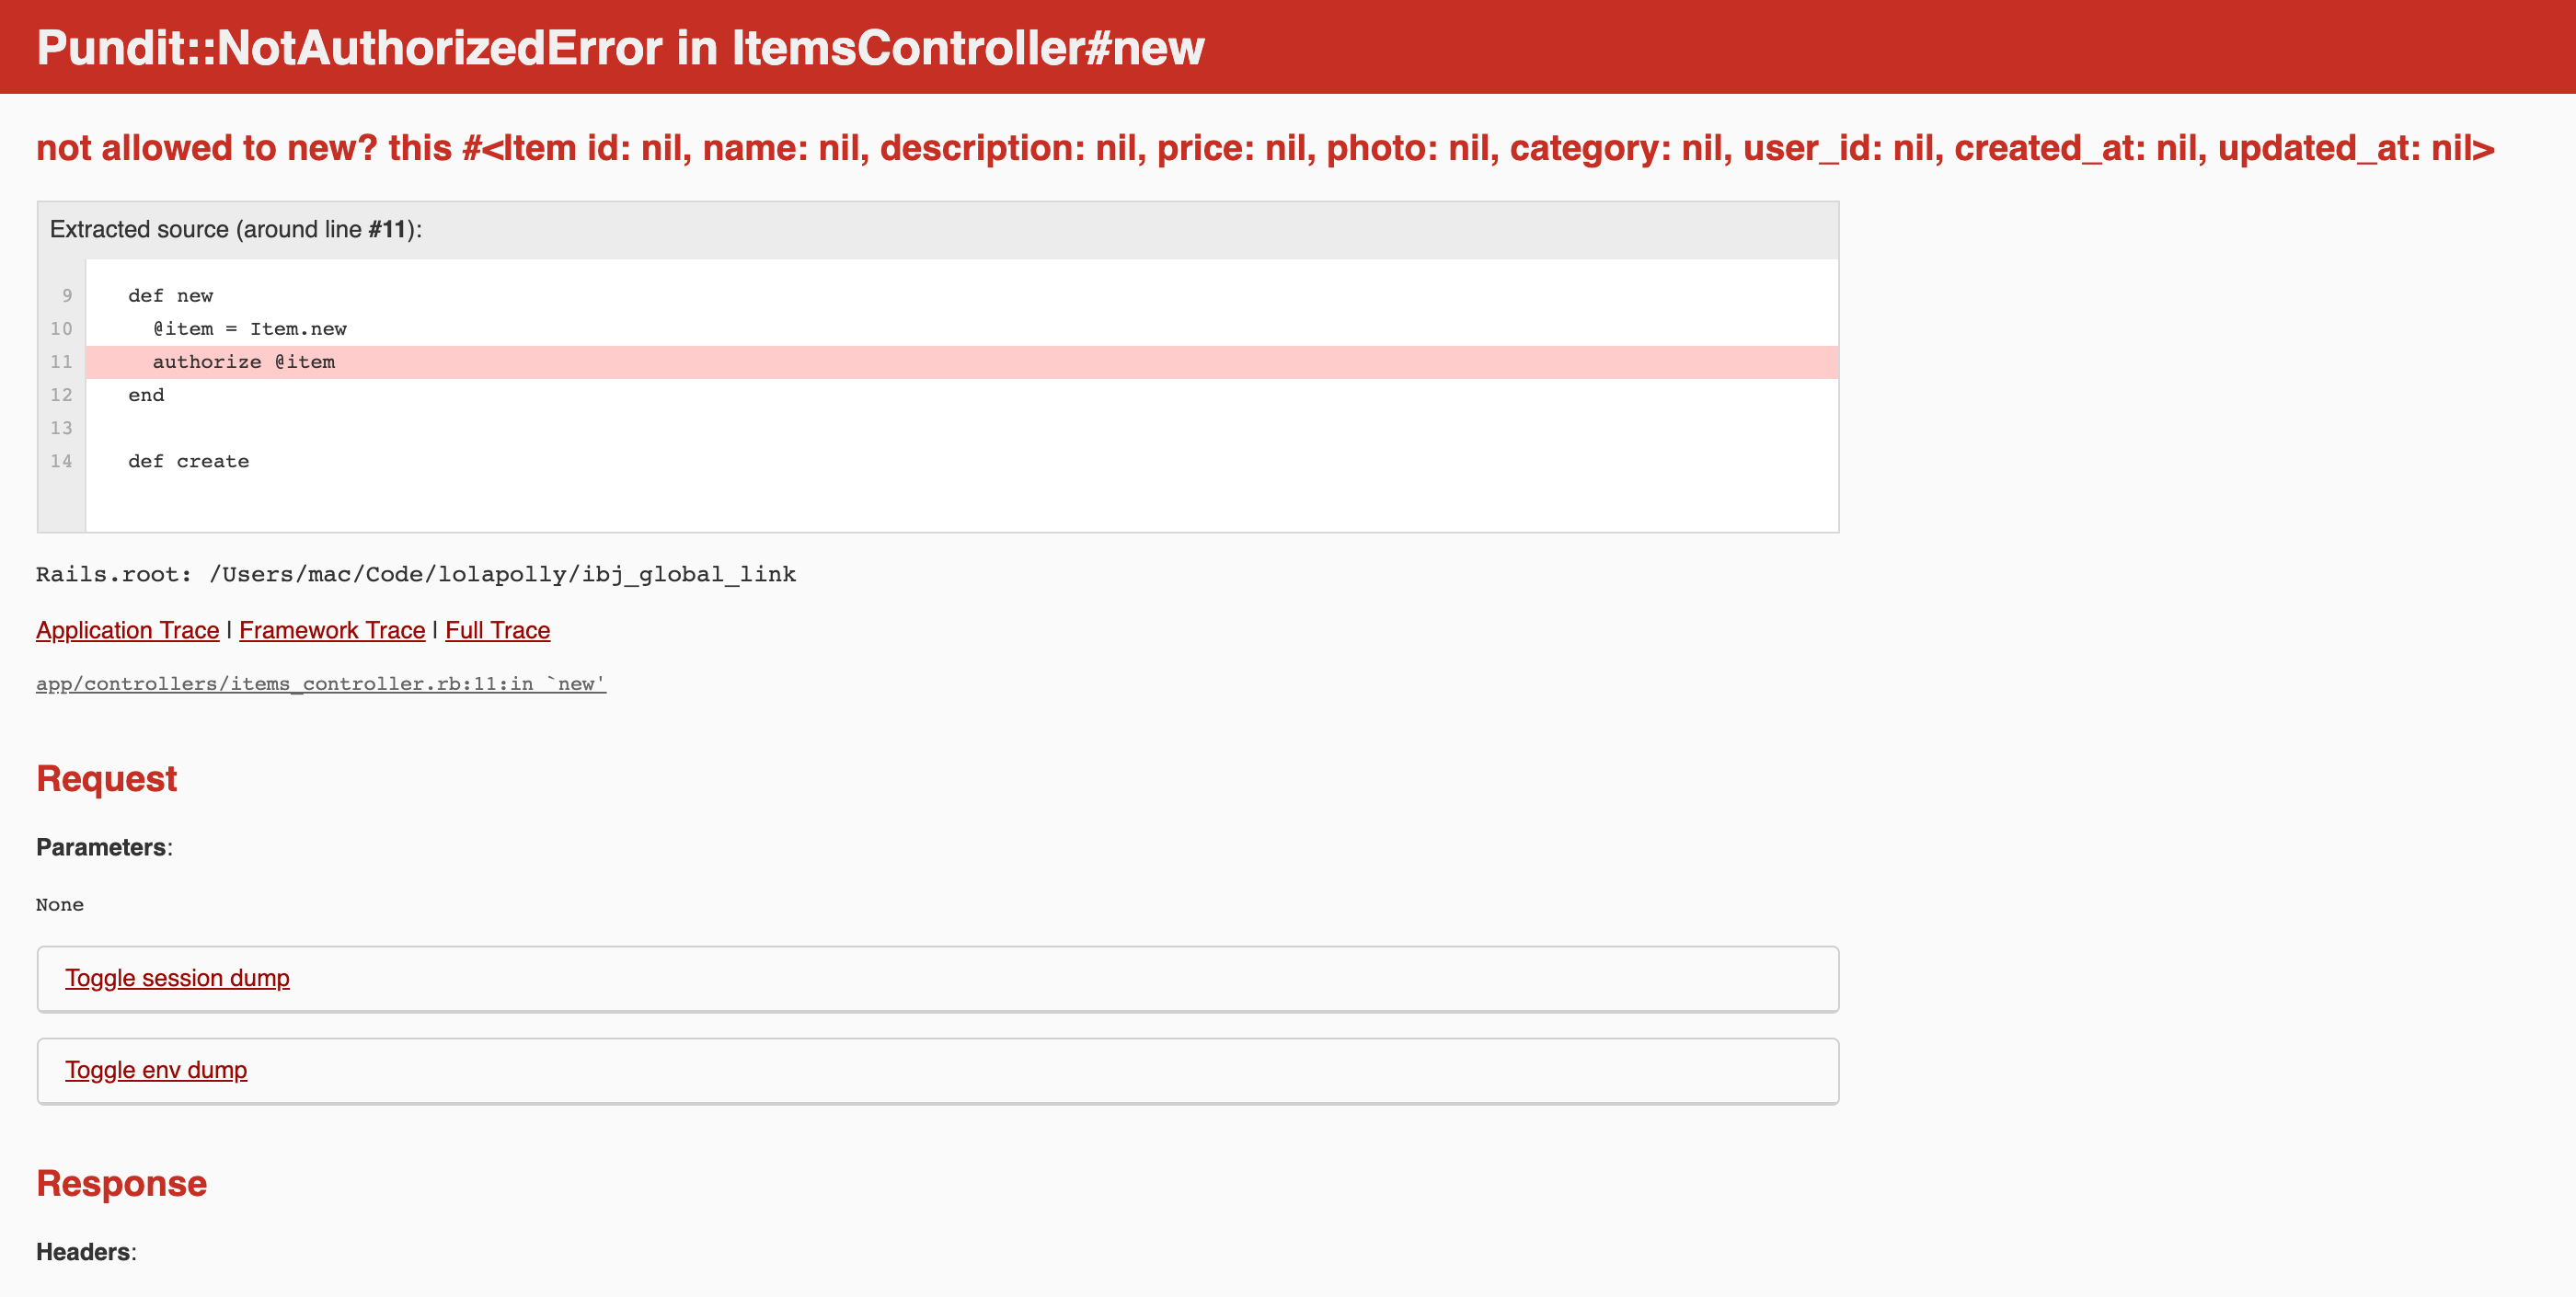 Pundit::NotAuthorizedError in ItemsController#new
not allowed to new? this #<Item id: nil, name: nil, description: nil, price: nil, photo: nil, category: nil, user_id: nil, created_at: nil, updated_at: nil>
Extracted source (around line #11):
9 def new
10 @item = Item.new
11 authorize @item
12 end
13
14 def create
Rails.root: /Users/mac/Code/lolapolly/ibj_global_link
Application Trace | Framework Trace | Full Trace
app/controllers/items_controller.rb:11:in `new'
Request
Parameters:
None
Toggle session dump
Toggle env dump
Response
Headers: